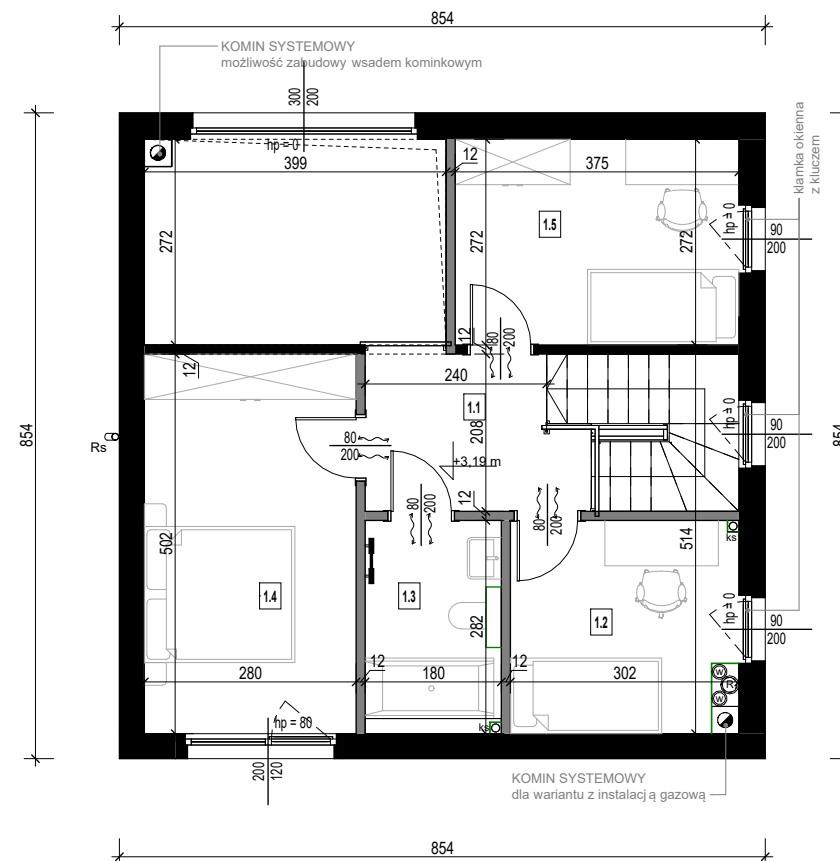 854
KOMIN SYSTEMOWY
możliwość zabudowy wsadem kominkowym
300
200
hp = 0
399
12
375
klamka okienna
z kluczem
272
1.5
272
272
hp = 0
90
200
12
80
200
12
240
1.1
208
hp = 0
90
200
854
854
Rs
80
200
+3,19 m
12
80
200
80
200
502
514
ks
1.4
1.3
282
1.2
hp = 0
90
200
280
12
180
12
302
W
R
W
hp = 80
ks
200
120
KOMIN SYSTEMOWY
dla wariantu z instalacją gazową
854